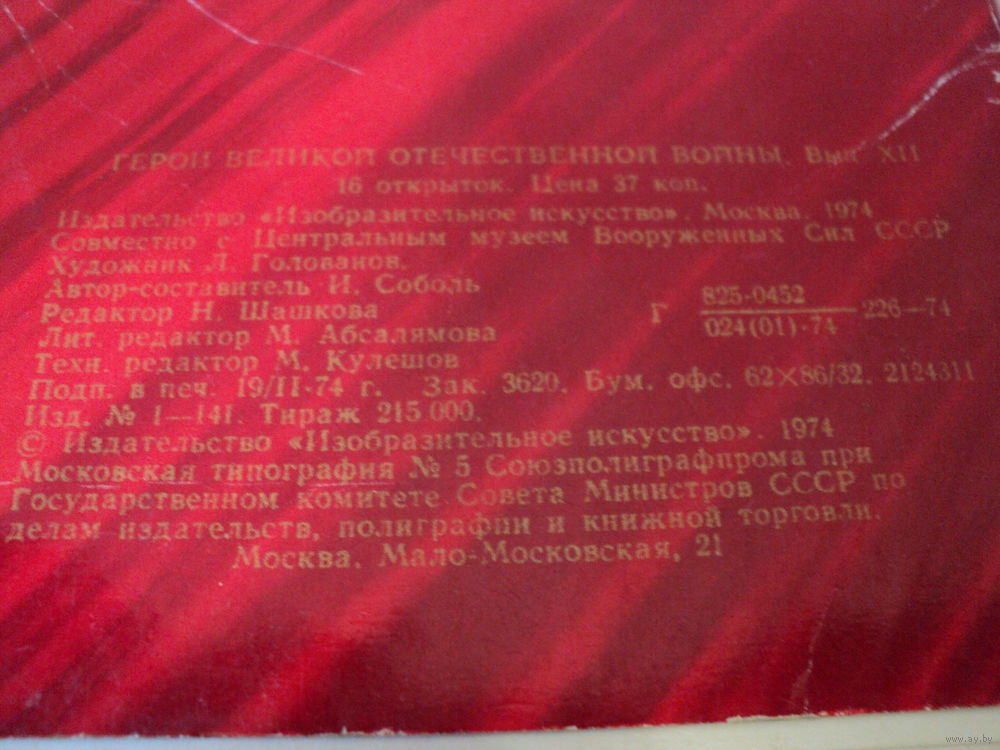 ГЕРОИ ВЕЛИКОЙ ОТЕЧЕСТВЕННОЙ ВОЙНЫ. Вып XII
16 открыток. Цена 37 коп.
Издательство «Изобразительное искусство». Москва. 1974
Совместно с Центральным музеем Вооруженных Сил СССР
Художник Л. Голованов.
Автор-составитель И. Соболь
Редактор Н. Шашкова
Лит. редактор М. Абсалямова
Техн. редактор М. Кулешов
Г 825-0452/024(01)-74 —226—74
Подп. в печ. 19/II-74 г. Зак. 3620. Бум. офс. 62×86/32. 2124311
Изд. № 1—141. Тираж 215 000.
© Издательство «Изобразительное искусство». 1974
Московская типография № 5 Союзполиграфпрома при
Государственном комитете Совета Министров СССР по
делам издательств, полиграфии и книжной торговли.
Москва. Мало-Московская, 21
www.ay.by